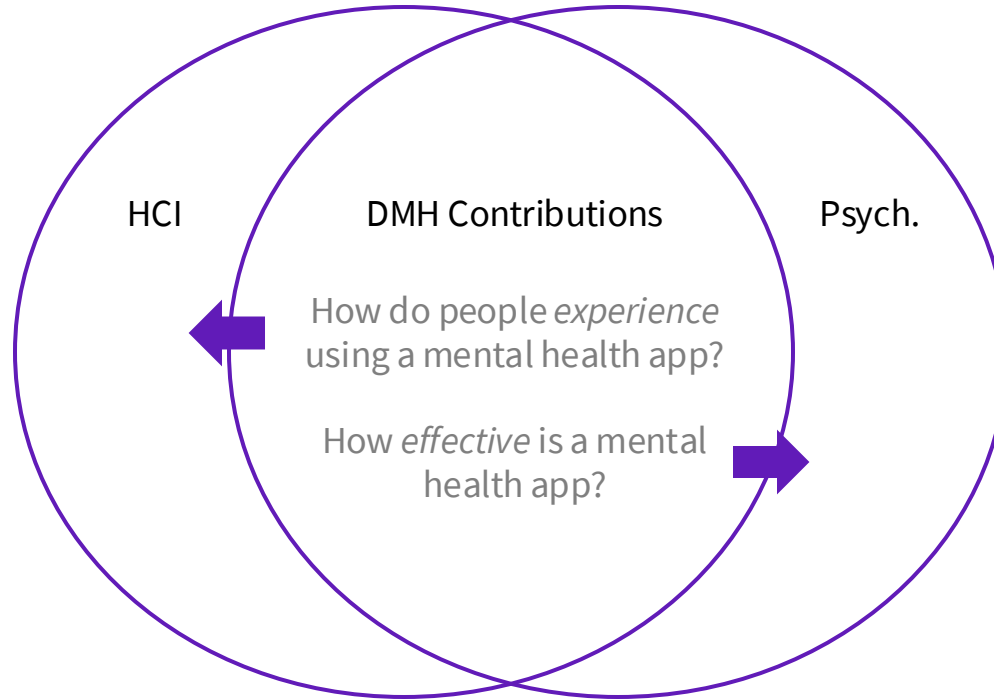 HCI
DMH Contributions
Psych.
How do people experience
using a mental health app?
How effective is a mental
health app?